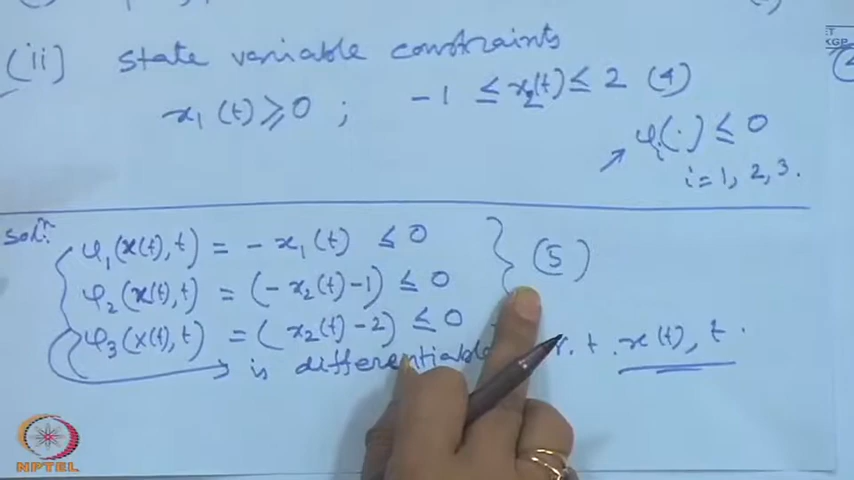 (ii) state variable constraints
x₁(t) ≥ 0 ; -1 ≤ x₂(t) ≤ 2 (4)
φᵢ(.) ≤ 0
i=1, 2, 3.
soln:
φ₁(x(t), t) = - x₁(t) ≤ 0
φ₂(x(t), t) = (- x₂(t) -1) ≤ 0 (5)
φ₃(x(t), t) = (x₂(t) -2) ≤ 0
is differentiable r. t. x(t), t.
NPTEL
KGP